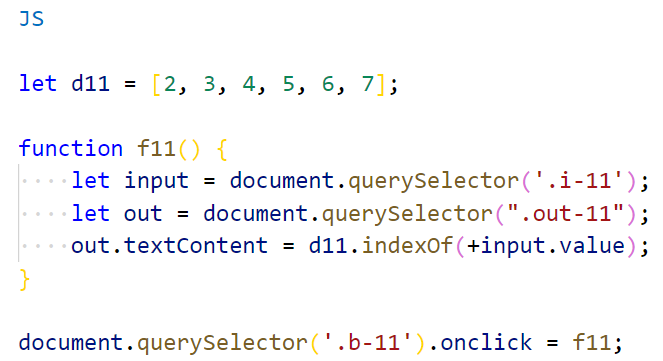 JS
let d11 = [2, 3, 4, 5, 6, 7];
function f11() {
    let input = document.querySelector('.i-11');
    let out = document.querySelector(".out-11");
    out.textContent = d11.indexOf(+input.value);
}
document.querySelector('.b-11').onclick = f11;